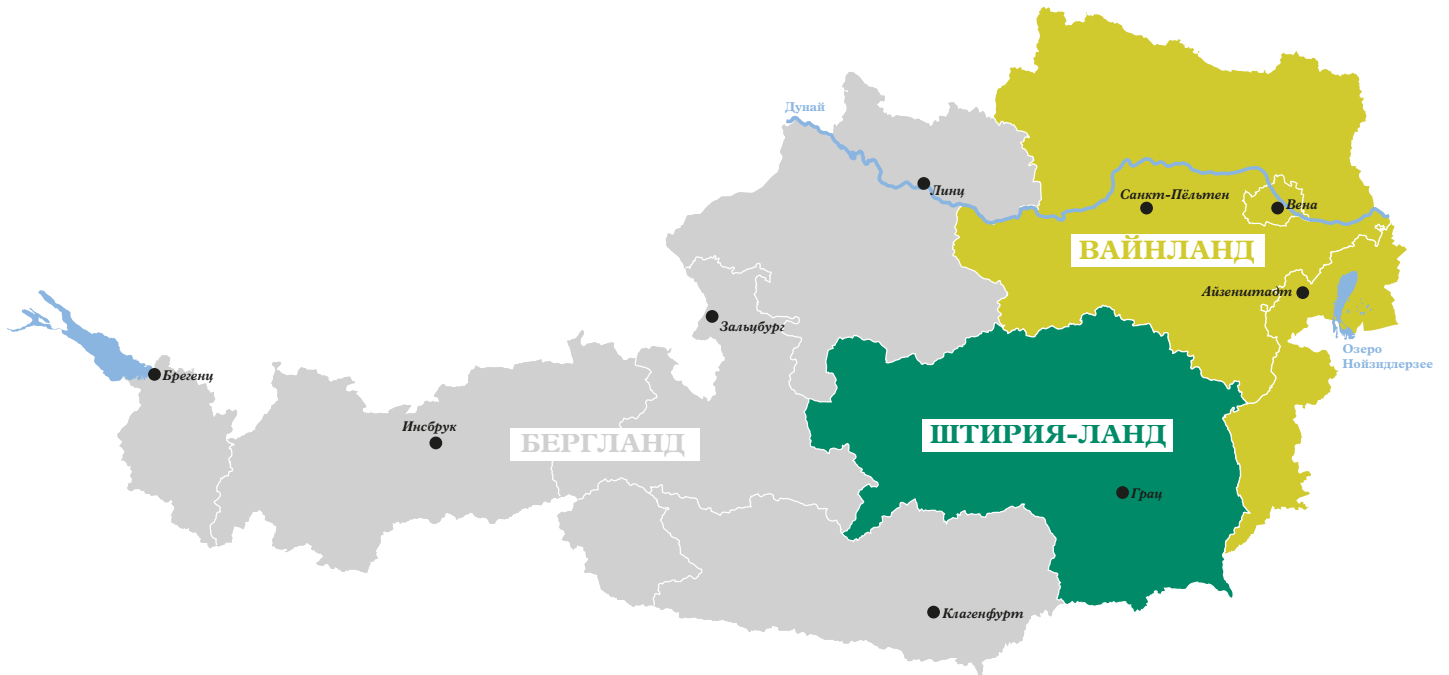 Дунай
Линц
Санкт-Пёльтен
Вена
ВАЙНЛАНД
Айзенштадт
Зальцбург
Озеро
Нойзидлерзее
Брегенц
Инсбрук
БЕРГЛАНД
ШТИРИЯ-ЛАНД
Грац
Клагенфурт